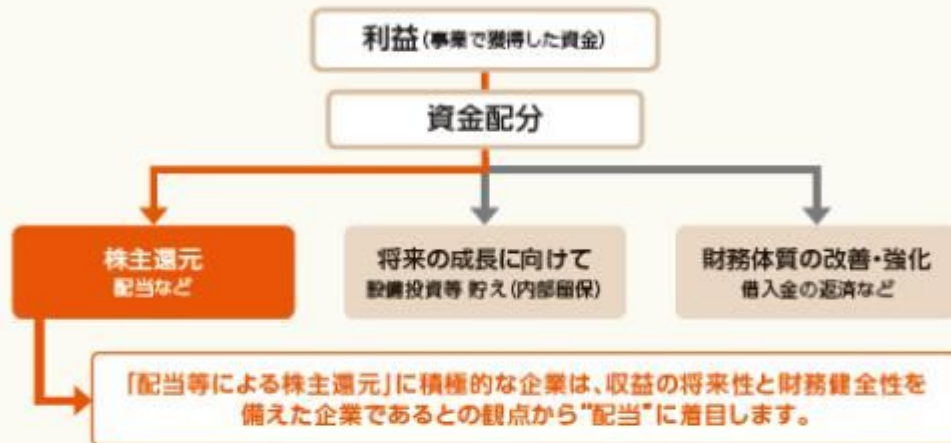 利益(事業で獲得した資金)
資金配分
株主還元
配当など
将来の成長に向けて
設備投資等 貯え(内部留保)
財務体質の改善・強化
借入金の返済など
「配当等による株主還元」に積極的な企業は、収益の将来性と財務健全性を
備えた企業であるとの観点から"配当"に着目します。